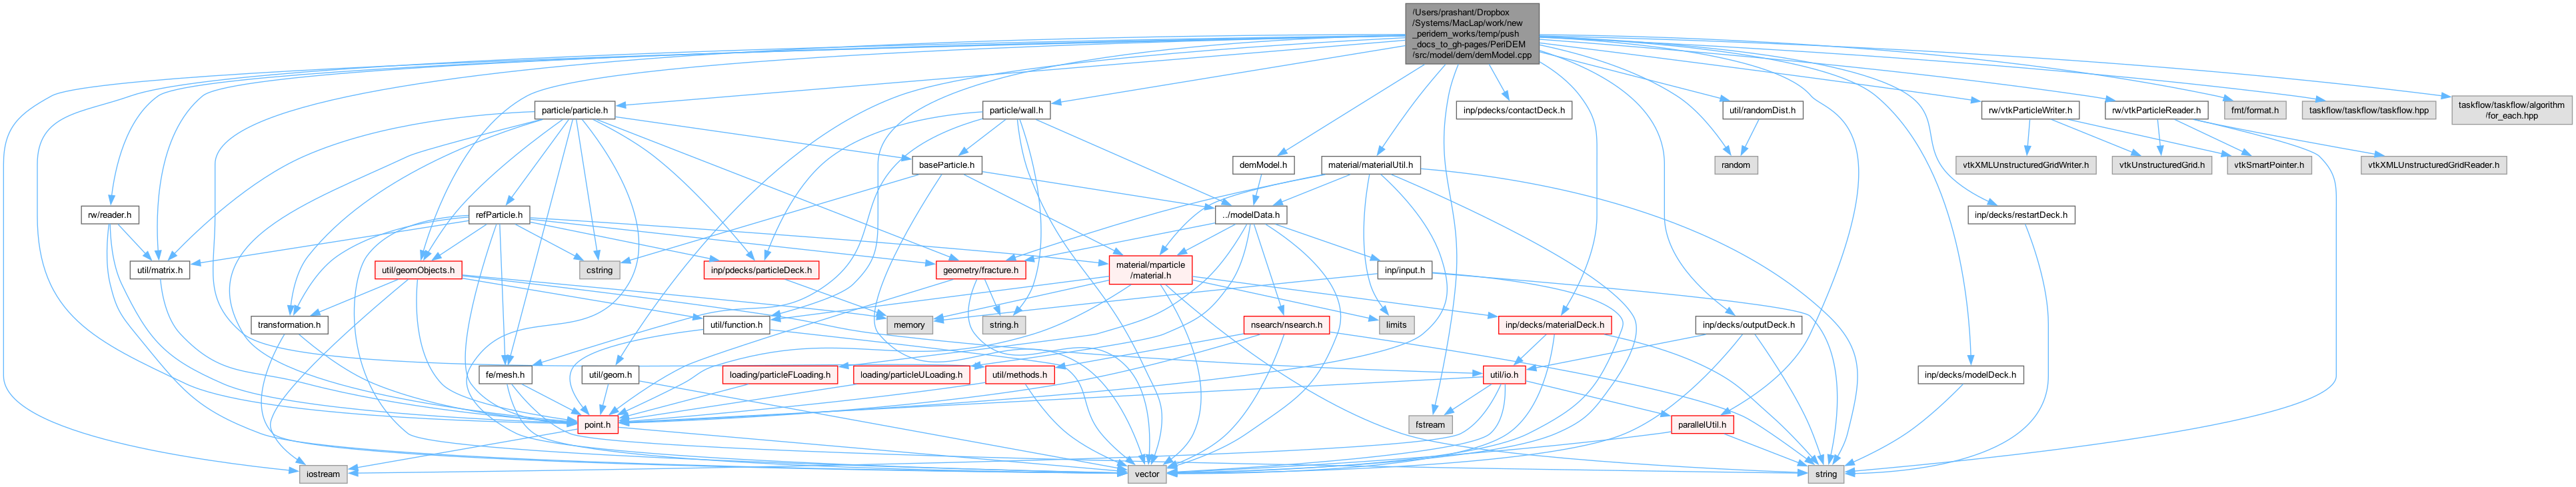 /Users/prashant/Dropbox
/Systems/MacLap/work/new
_peridem_works/temp/push
_docs_to_gh-pages/PeriDEM
/src/model/dem/demModel.cpp
particle/particle.h
particle/wall.h
inp/pdecks/contactDeck.h
util/randomDist.h
rw/vtkParticleWriter.h
rw/vtkParticleReader.h
fmt/format.h
taskflow/taskflow/taskflow.hpp
taskflow/taskflow/algorithm
/for_each.hpp
baseParticle.h
demModel.h
material/materialUtil.h
random
vtkXMLUnstructuredGridWriter.h
vtkUnstructuredGrid.h
vtkSmartPointer.h
vtkXMLUnstructuredGridReader.h
rw/reader.h
refParticle.h
../modelData.h
inp/decks/restartDeck.h
util/matrix.h
util/geomObjects.h
cstring
inp/pdecks/particleDeck.h
geometry/fracture.h
material/mparticle
/material.h
inp/input.h
transformation.h
util/function.h
memory
string.h
nsearch/nsearch.h
limits
inp/decks/materialDeck.h
inp/decks/outputDeck.h
fe/mesh.h
util/geom.h
loading/particleFLoading.h
loading/particleULoading.h
util/methods.h
util/io.h
inp/decks/modelDeck.h
point.h
fstream
parallelUtil.h
iostream
vector
string